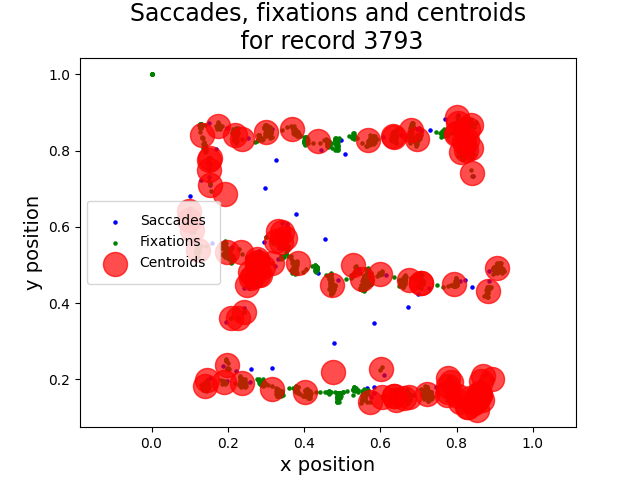 Saccades, fixations and centroids
for record 3793
1.0
0.8
0.6
0.4
0.2
y position
Saccades
Fixations
Centroids
0.0
0.2
0.4
0.6
0.8
1.0
x position